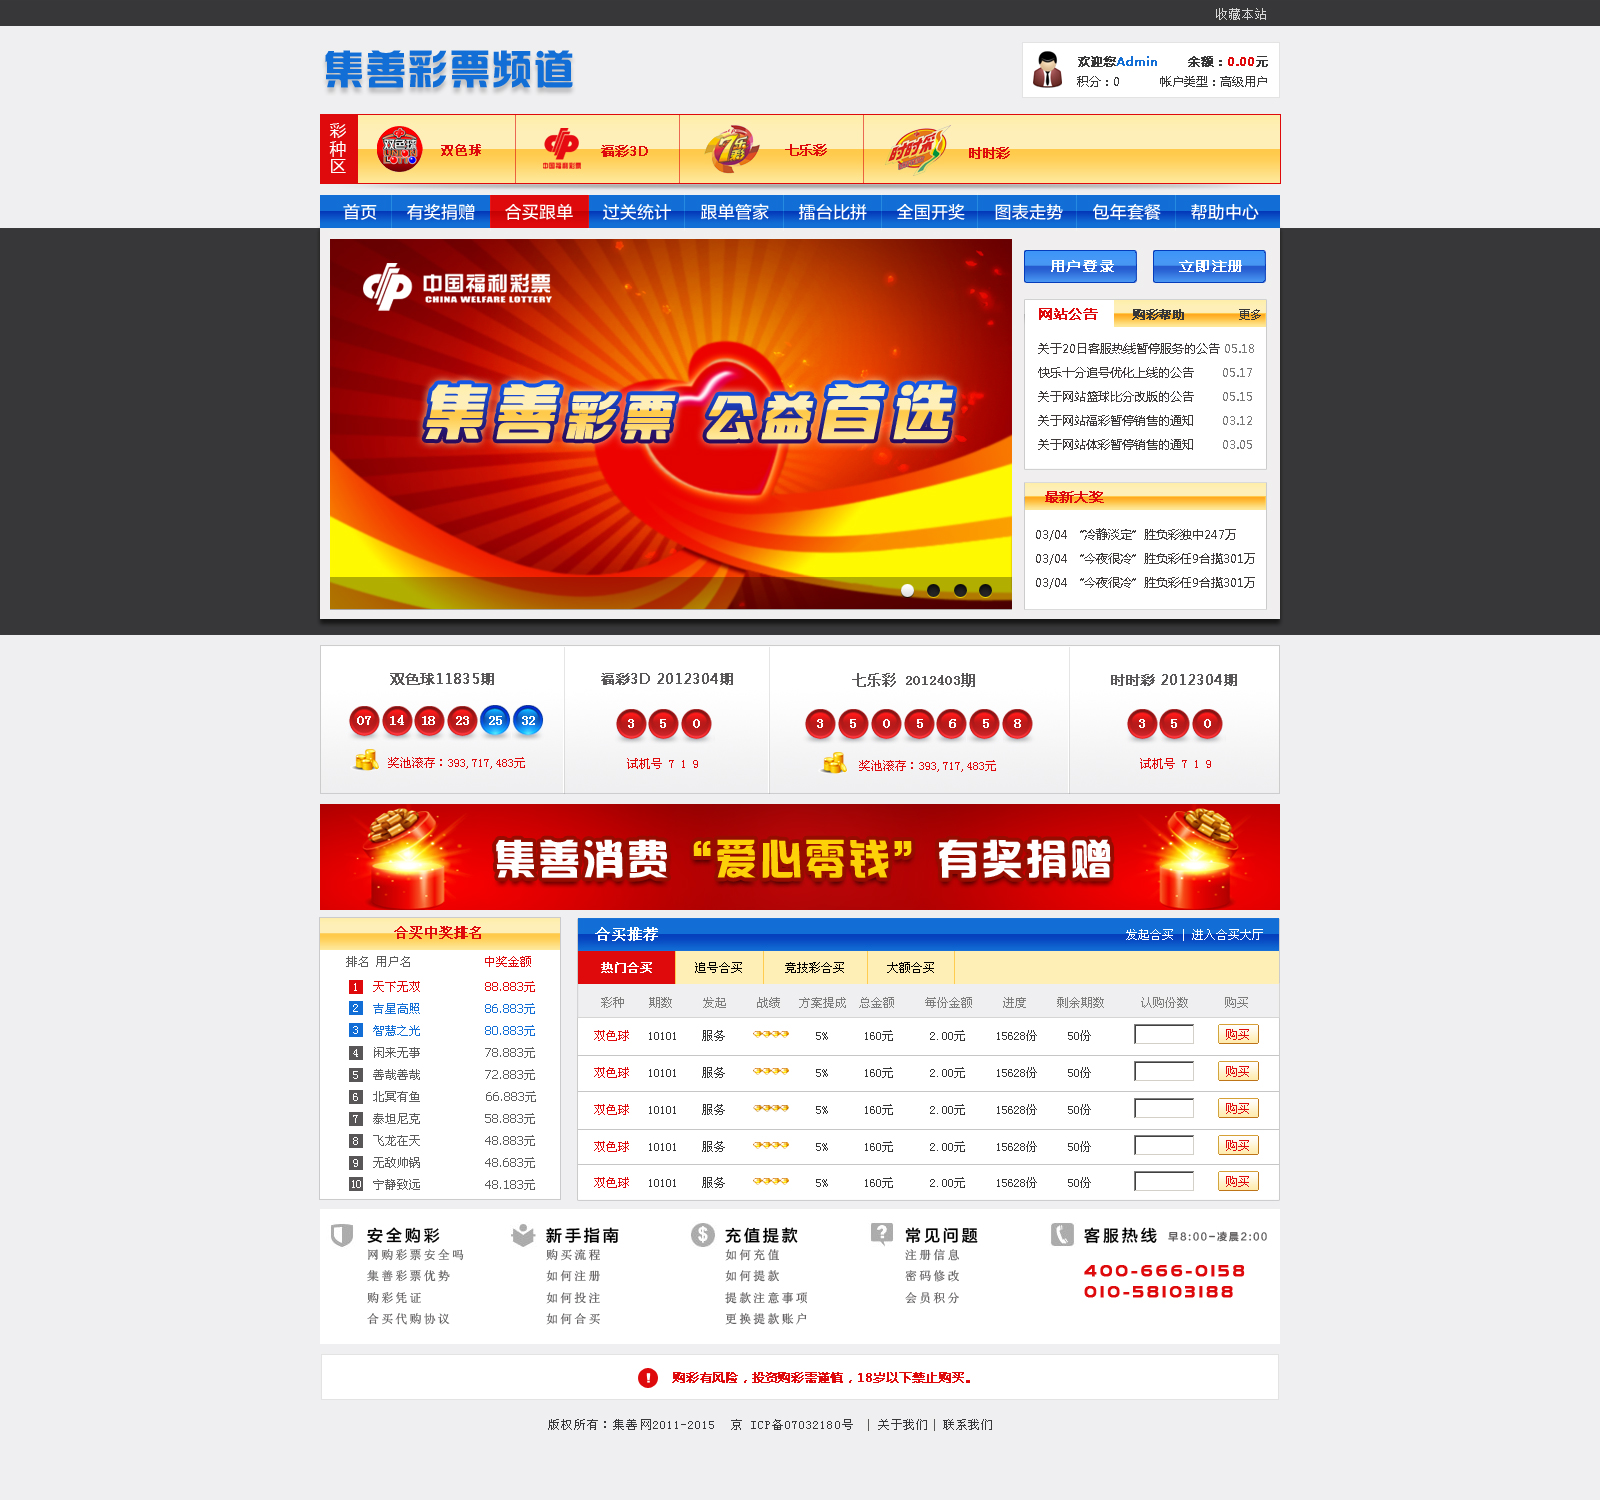 收藏本站
集善彩票频道
欢迎您Admin 余额：0.00元
积分：0 帐户类型：高级用户
彩种区
双色球 福彩3D 七乐彩 时时彩
首页 有奖捐赠 合买跟单 过关统计 跟单管家 擂台比拼 全国开奖 图表走势 包年套餐 帮助中心
中国福利彩票
CHINA WELFARE LOTTERY
集善彩票 公益首选
用户登录 立即注册
网站公告 购彩帮助 更多
关于20日客服热线暂停服务的公告 05.18
快乐十分追号优化上线的公告 05.17
关于网站篮球比分改版的公告 05.15
关于网站福彩暂停销售的通知 03.12
关于网站体彩暂停销售的通知 03.05
最新大奖
03/04 “冷静淡定” 胜负彩独中247万
03/04 “今夜很冷” 胜负彩任9合揽301万
03/04 “今夜很冷” 胜负彩任9合揽301万
双色球11835期 福彩3D 2012304期 七乐彩 2012403期 时时彩 2012304期
07 14 18 23 25 32 3 5 0 3 5 0 5 6 5 8 3 5 0
奖池滚存：393,717,483元 试机号 7 1 9 奖池滚存：393,717,483元 试机号 7 1 9
集善消费 “爱心零钱” 有奖捐赠
合买中奖排名
排名 用户名 中奖金额
1 天下无双 88.883元
2 吉星高照 86.883元
3 智慧之光 80.883元
4 闲来无事 78.883元
5 善哉善哉 72.883元
6 北冥有鱼 66.883元
7 泰坦尼克 58.883元
8 飞龙在天 48.883元
9 无敌帅锅 48.683元
10 宁静致远 48.183元
合买推荐 发起合买 | 进入合买大厅
热门合买 追号合买 竞技彩合买 大额合买
彩种 期数 发起 战绩 方案提成 总金额 每份金额 进度 剩余期数 认购份数 购买
双色球 10101 服务 5% 160元 2.00元 15628份 50份 购买
双色球 10101 服务 5% 160元 2.00元 15628份 50份 购买
双色球 10101 服务 5% 160元 2.00元 15628份 50份 购买
双色球 10101 服务 5% 160元 2.00元 15628份 50份 购买
双色球 10101 服务 5% 160元 2.00元 15628份 50份 购买
安全购彩
网购彩票安全吗
集善彩票优势
购彩凭证
合买代购协议
新手指南
购买流程
如何注册
如何投注
如何合买
充值提款
如何充值
如何提款
提款注意事项
更换提款账户
常见问题
注册信息
密码修改
会员积分
客服热线 早8:00-凌晨2:00
400-666-0158
010-58103188
购彩有风险，投资购彩需谨值，18岁以下禁止购买。
版权所有：集善网2011-2015 京 ICP备07032180号 | 关于我们 | 联系我们